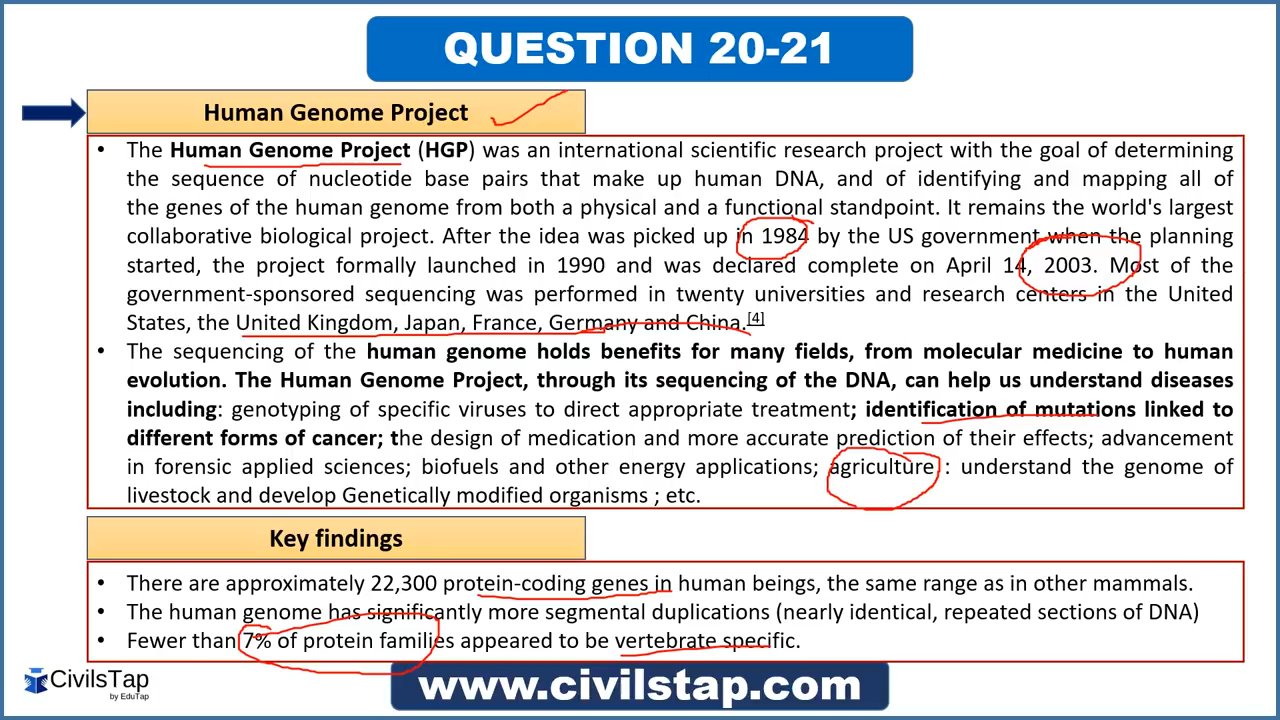 QUESTION 20-21
Human Genome Project
• The Human Genome Project (HGP) was an international scientific research project with the goal of determining
the sequence of nucleotide base pairs that make up human DNA, and of identifying and mapping all of
the genes of the human genome from both a physical and a functional standpoint. It remains the world's largest
collaborative biological project. After the idea was picked up in 1984 by the US government when the planning
started, the project formally launched in 1990 and was declared complete on April 14, 2003. Most of the
government-sponsored sequencing was performed in twenty universities and research centers in the United
States, the United Kingdom, Japan, France, Germany and China.[4]
• The sequencing of the human genome holds benefits for many fields, from molecular medicine to human
evolution. The Human Genome Project, through its sequencing of the DNA, can help us understand diseases
including: genotyping of specific viruses to direct appropriate treatment; identification of mutations linked to
different forms of cancer; the design of medication and more accurate prediction of their effects; advancement
in forensic applied sciences; biofuels and other energy applications; agriculture : understand the genome of
livestock and develop Genetically modified organisms ; etc.
Key findings
• There are approximately 22,300 protein-coding genes in human beings, the same range as in other mammals.
• The human genome has significantly more segmental duplications (nearly identical, repeated sections of DNA)
• Fewer than 7% of protein families appeared to be vertebrate specific.
CivilsTap
by EduTap
www.civilstap.com